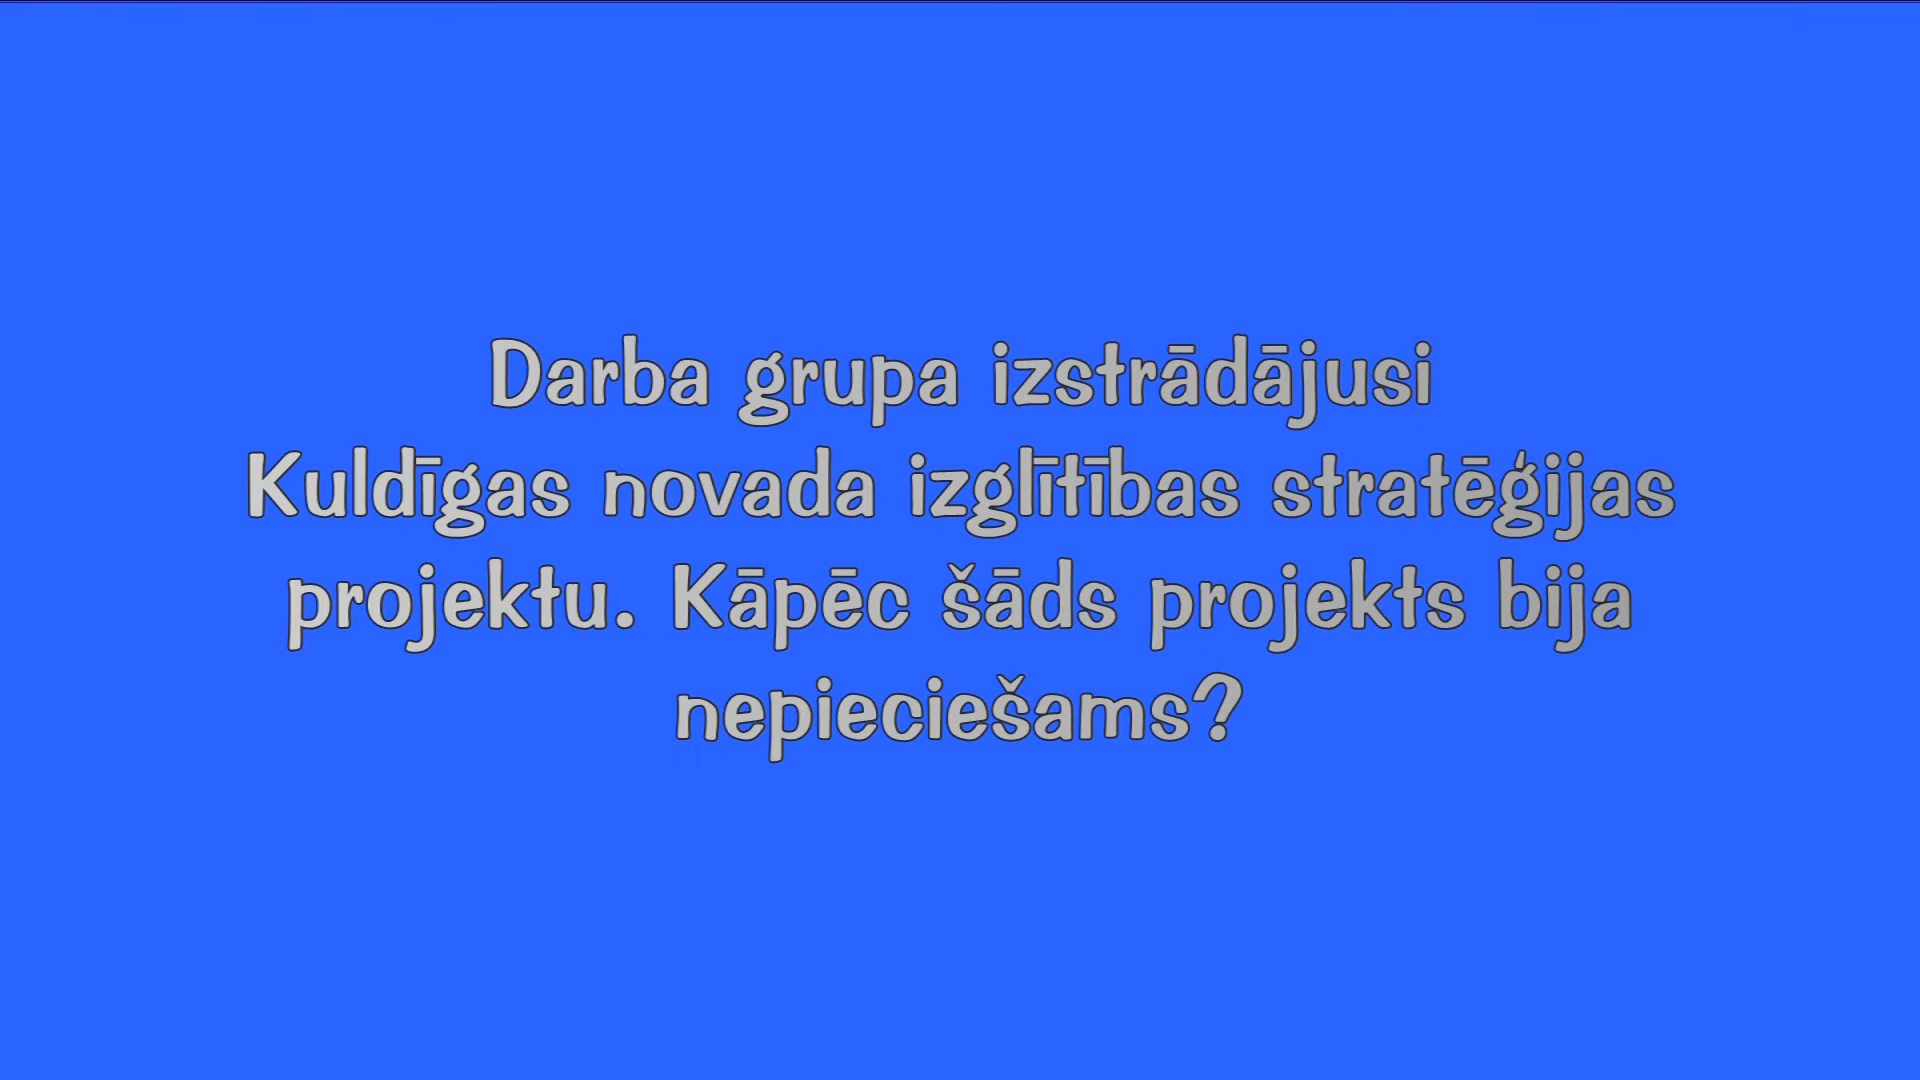 Darba grupa izstrādājusi
Kuldīgas novada izglītības stratēģijas
projektu. Kāpēc šāds projekts bija
nepieciešams?